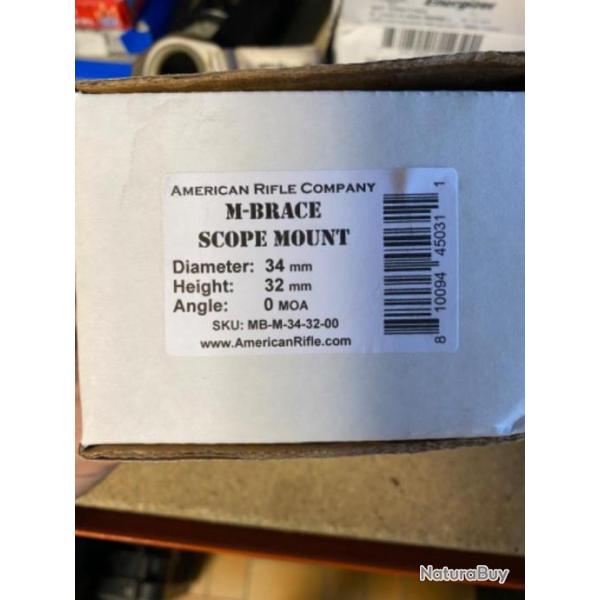 Energizer
AMERICAN RIFLE COMPANY
M-BRACE
SCOPE MOUNT
Diameter: 34 mm
Height: 32 mm
Angle: 0 MOA
SKU: MB-M-34-32-00
www.AmericanRifle.com
8 10094 45031 1
NaturaBuy